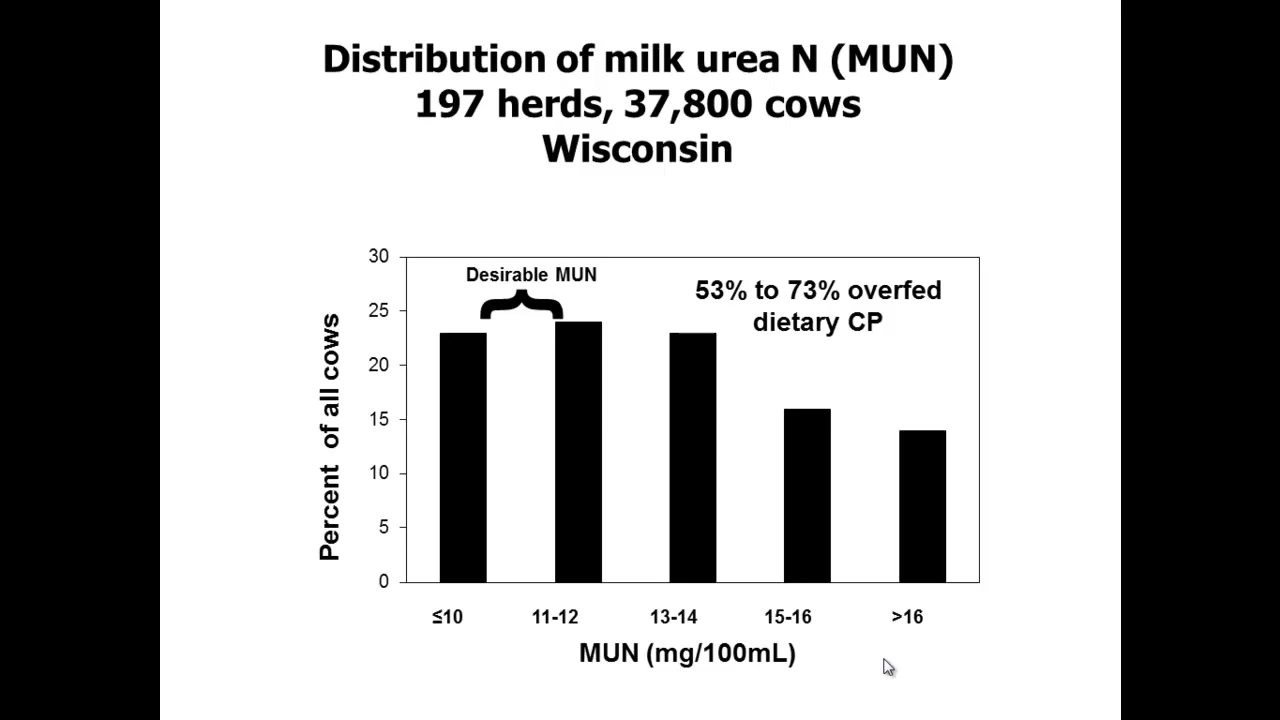 Distribution of milk urea N (MUN)
197 herds, 37,800 cows
Wisconsin
30
25
20
15
10
5
0
Percent of all cows
Desirable MUN
53% to 73% overfed
dietary CP
≤10 11-12 13-14 15-16 >16
MUN (mg/100mL)